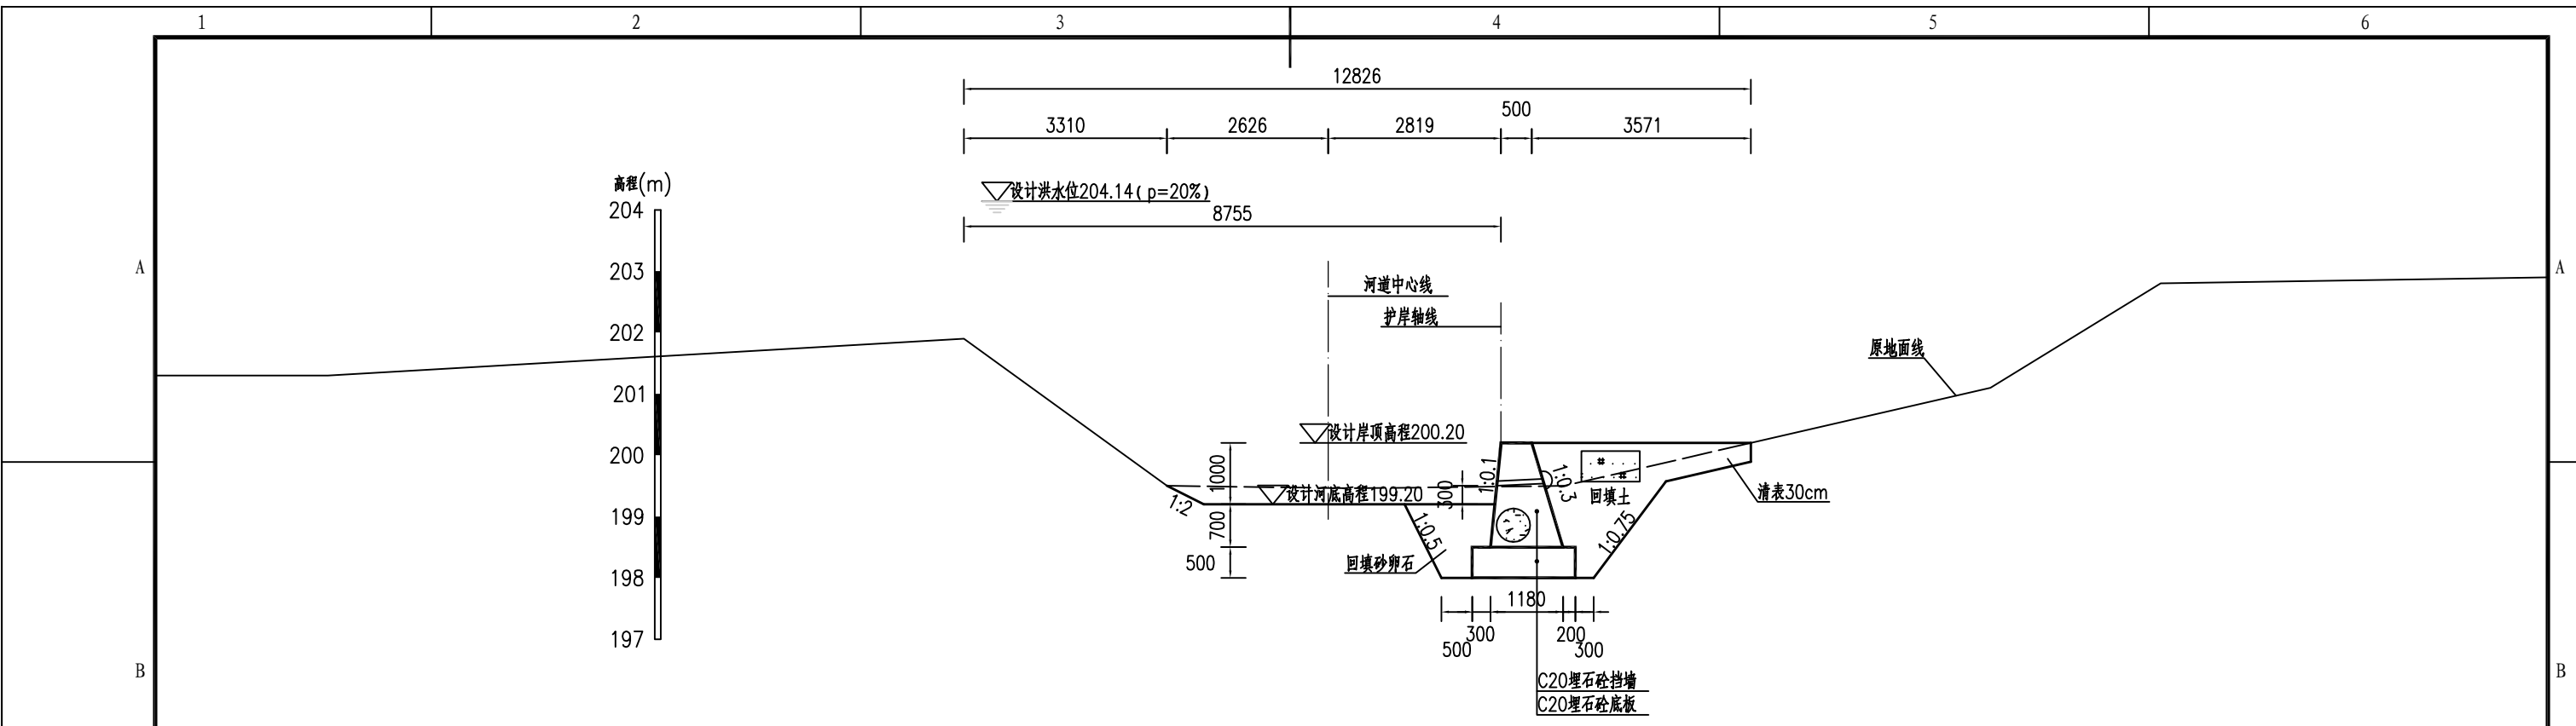 1 2 3 4 5 6
12826
500
3310 2626 2819 3571
高程(m)
设计洪水位204.14(p=20%)
204
8755
A
203
A
河道中心线
202
护岸轴线
原地面线
201
设计岸顶高程200.20
200
1000
1:0.1
1:0.3
300
设计河底高程199.20
回填土
清表30cm
1:2
199
700
1:0.5
1:0.75
500
回填砂卵石
198
1180
300
200
500
300
197
B
B
C20埋石砼挡墙
C20埋石砼底板